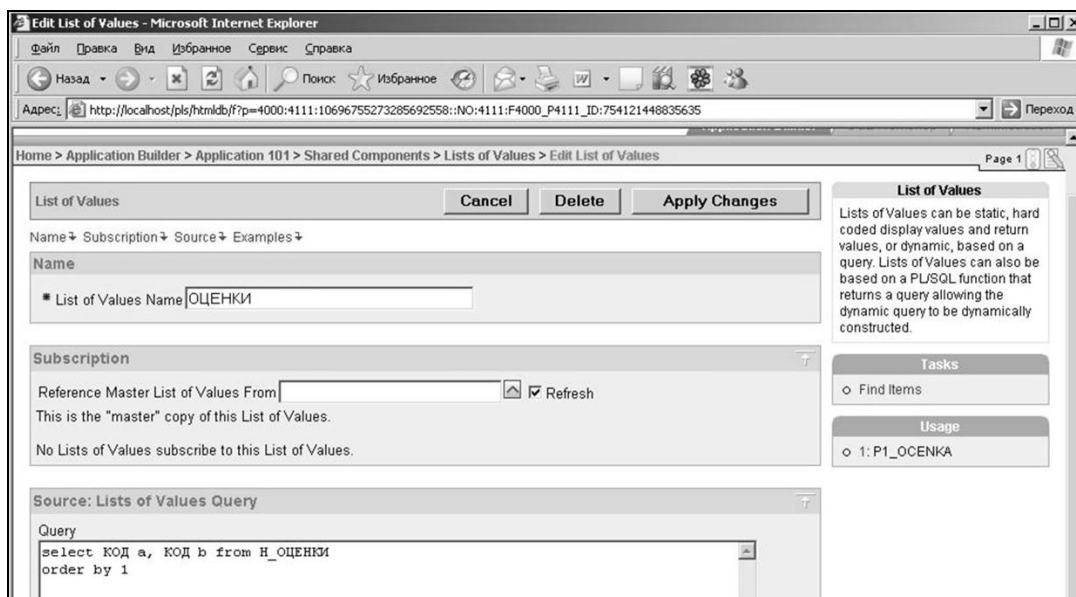 Edit List of Values - Microsoft Internet Explorer
Файл Правка Вид Избранное Сервис Справка
Назад Поиск Избранное
Адрес: http://localhost/pls/htmldb/f?p=4000:4111:10696755273285692558::NO:4111:F4000_P4111_ID:754121448835635 Переход
Home > Application Builder > Application 101 > Shared Components > Lists of Values > Edit List of Values
Page 1
List of Values Cancel Delete Apply Changes
Name Subscription Source Examples
Name
* List of Values Name ОЦЕНКИ
Subscription
Reference Master List of Values From Refresh
This is the "master" copy of this List of Values.
No Lists of Values subscribe to this List of Values.
Source: Lists of Values Query
Query
select КОД a, КОД b from Н_ОЦЕНКИ
order by 1
List of Values
Lists of Values can be static, hard
coded display values and return
values, or dynamic, based on a
query. Lists of Values can also be
based on a PL/SQL function that
returns a query allowing the
dynamic query to be dynamically
constructed.
Tasks
Find Items
Usage
1: P1_OCENKA